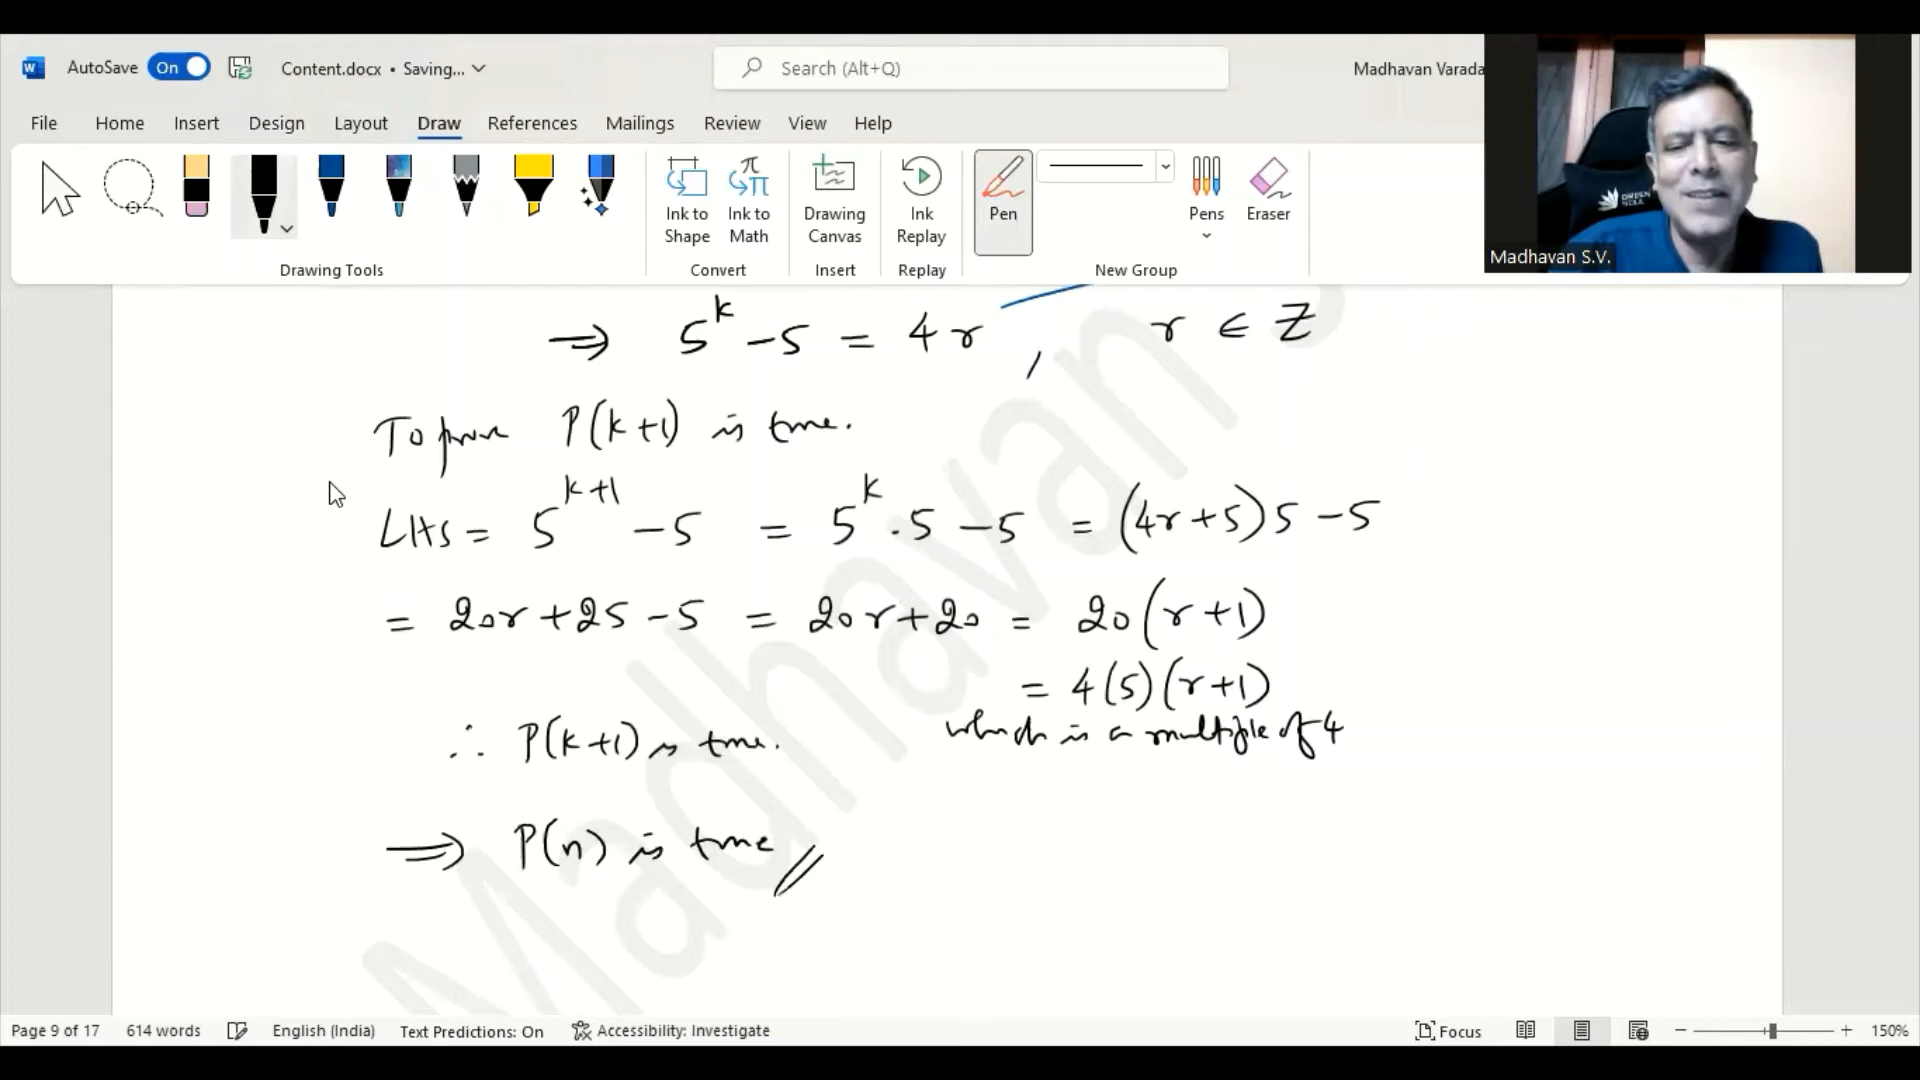 AutoSave On Content.docx • Saving... Search (Alt+Q) Madhavan Varada
File Home Insert Design Layout Draw References Mailings Review View Help
Ink to Shape
Ink to Math
Drawing Canvas
Ink Replay
Pen
Pens
Eraser
Drawing Tools Convert Insert Replay New Group
GREEN SOUL
Madhavan S.V.
⇒ 5^k - 5 = 4r , r ∈ Z
To prove P(k+1) is true.
LHS = 5^(k+1) - 5 = 5^k . 5 - 5 = (4r+5)5 - 5
= 20r + 25 - 5 = 20r + 20 = 20(r+1)
= 4(5)(r+1)
which is a multiple of 4
∴ P(k+1) is true.
⇒ P(n) is true //
Madhavan S
Page 9 of 17 614 words English (India) Text Predictions: On Accessibility: Investigate Focus − + 150%